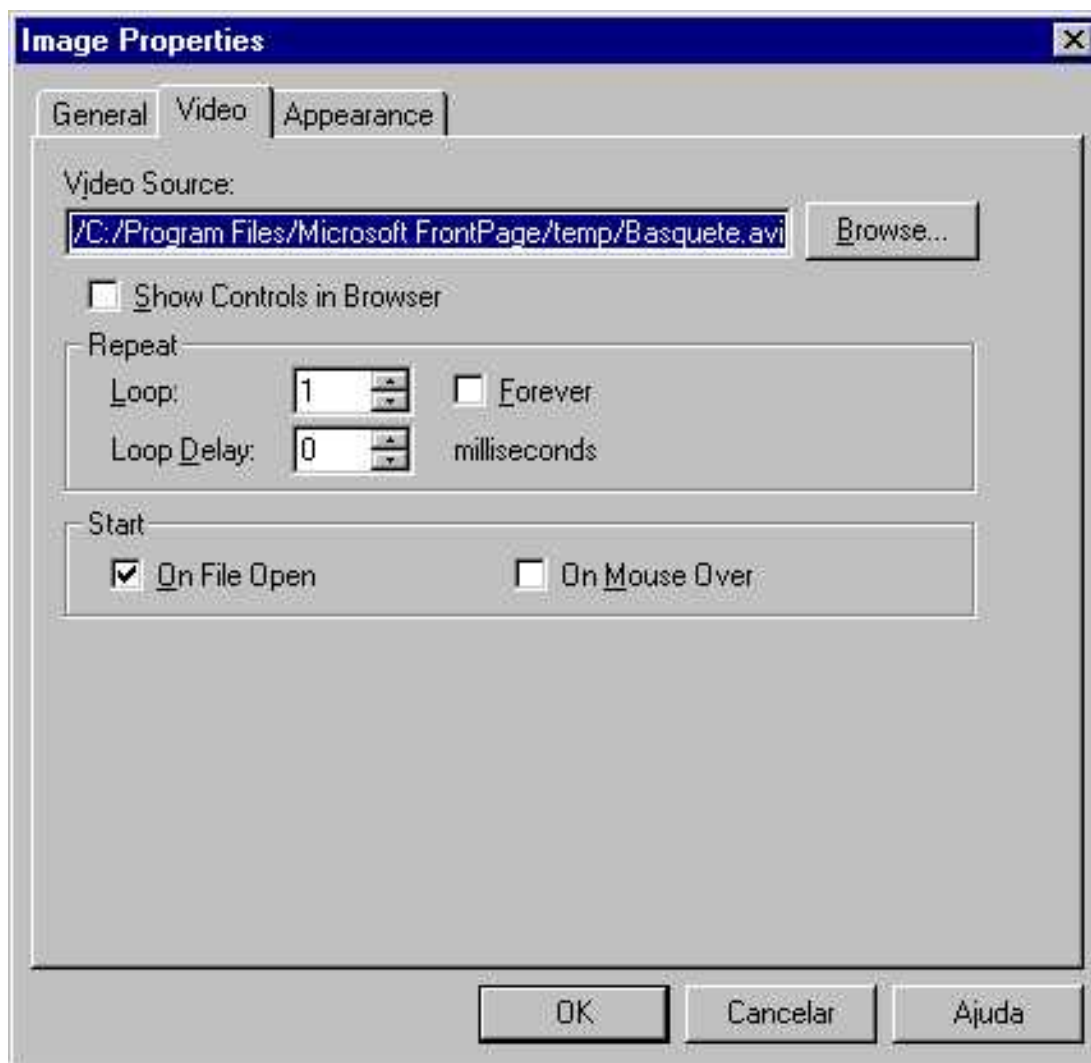 Image Properties
General Video Appearance
Video Source:
/C:/Program Files/Microsoft FrontPage/temp/Basquete.avi Browse...
Show Controls in Browser
Repeat
Loop: 1 Forever
Loop Delay: 0 milliseconds
Start
On File Open On Mouse Over
OK Cancelar Ajuda